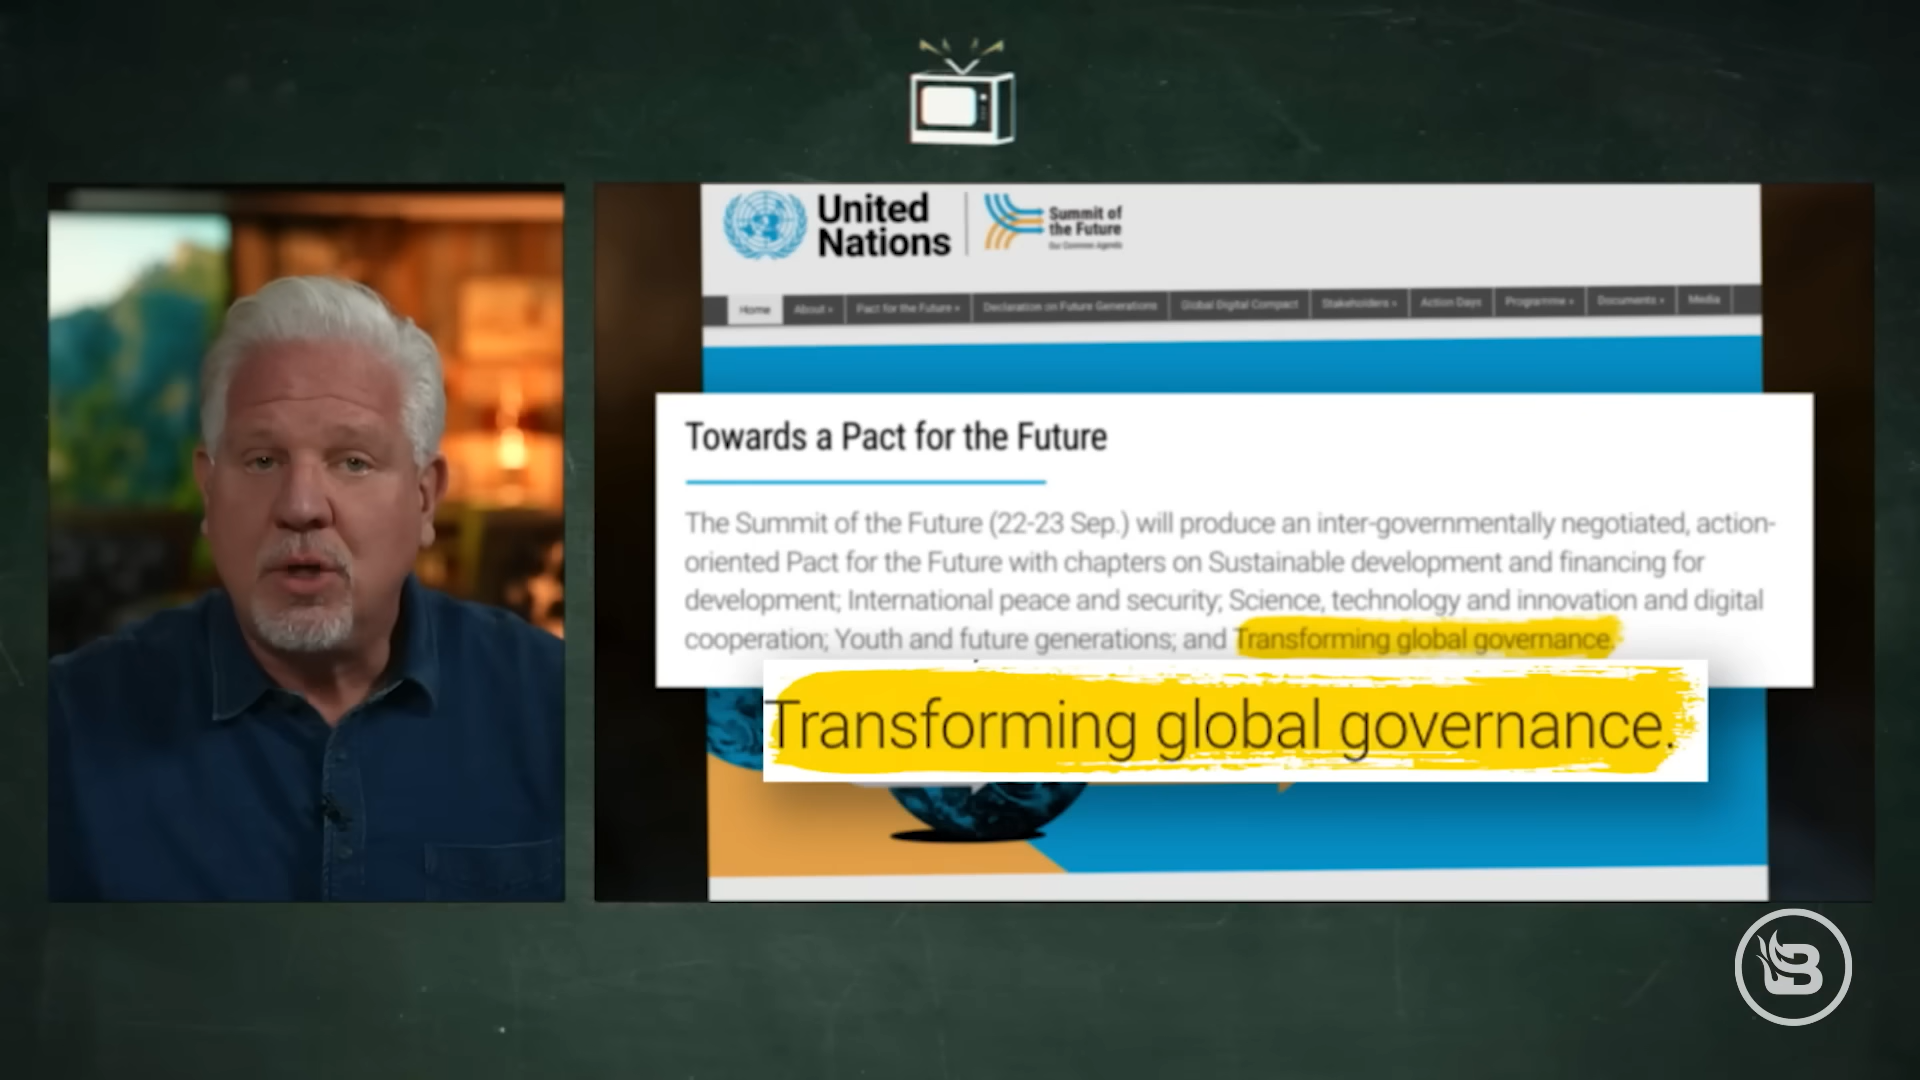 United
Nations
Summit of
the Future
Our Common Agenda
Home
About
Pact for the Future
Declaration on Future Generations
Global Digital Compact
Stakeholders
Action Days
Programme
Documents
Media
Towards a Pact for the Future
The Summit of the Future (22-23 Sep.) will produce an inter-governmentally negotiated, action-
oriented Pact for the Future with chapters on Sustainable development and financing for
development; International peace and security; Science, technology and innovation and digital
cooperation; Youth and future generations; and Transforming global governance.
Transforming global governance.
B